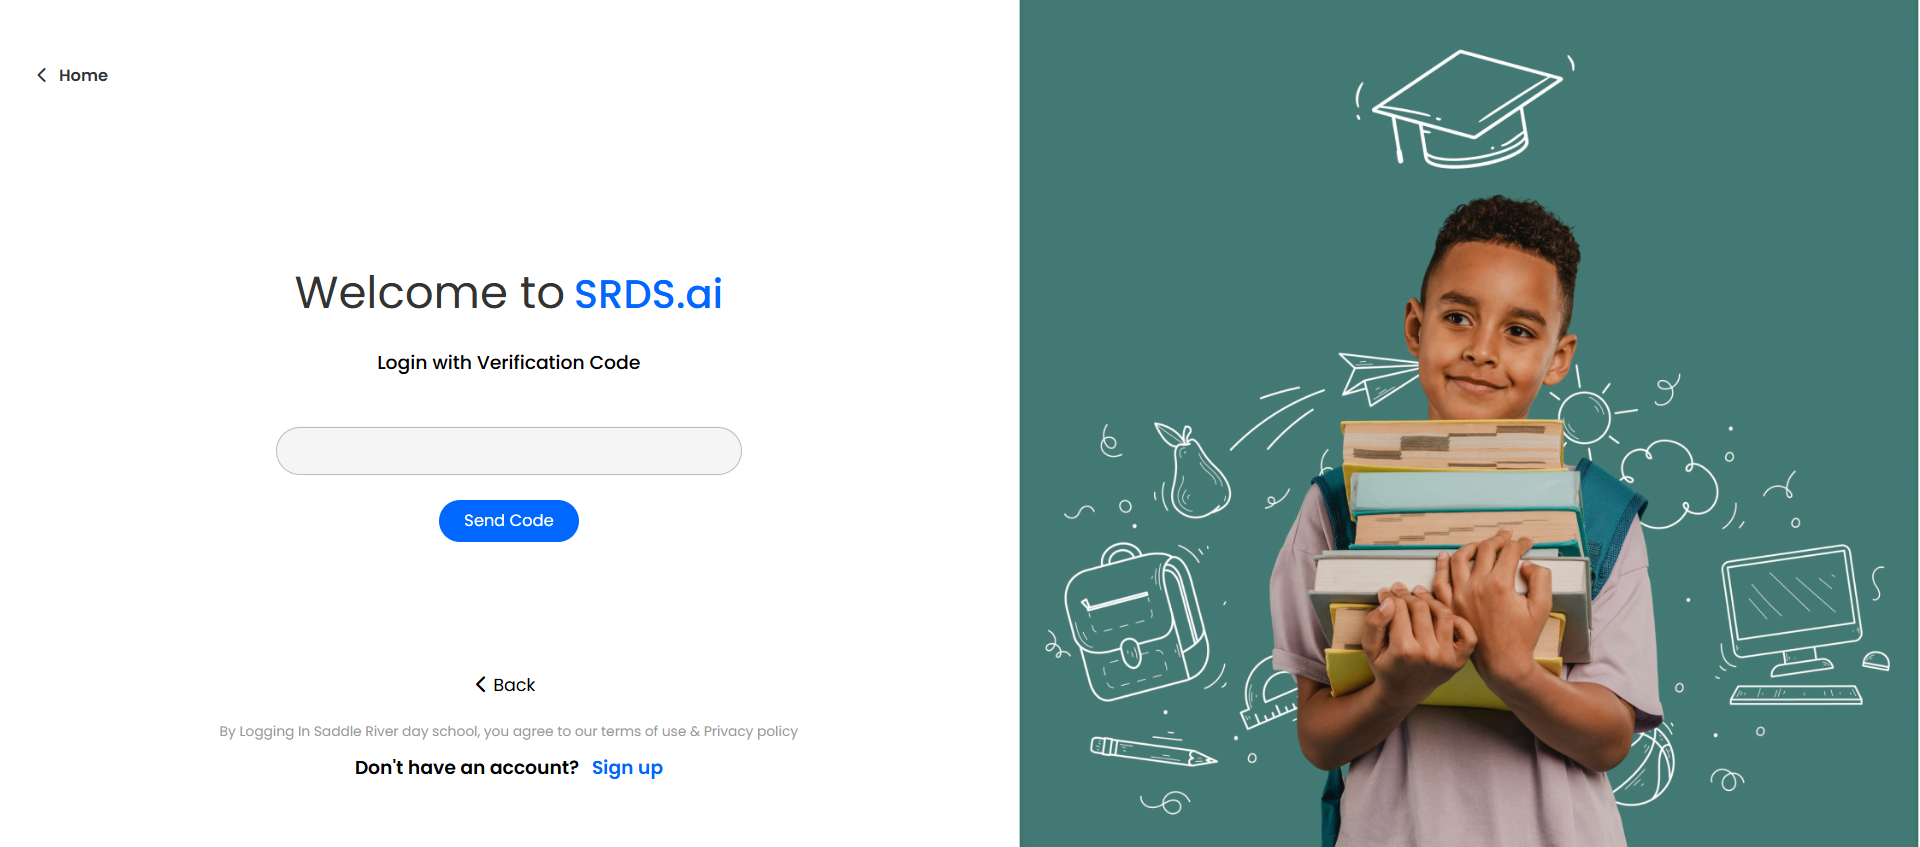 Home
Welcome to SRDS.ai
Login with Verification Code
Send Code
Back
By Logging In Saddle River day school, you agree to our terms of use & Privacy policy
Don't have an account? Sign up